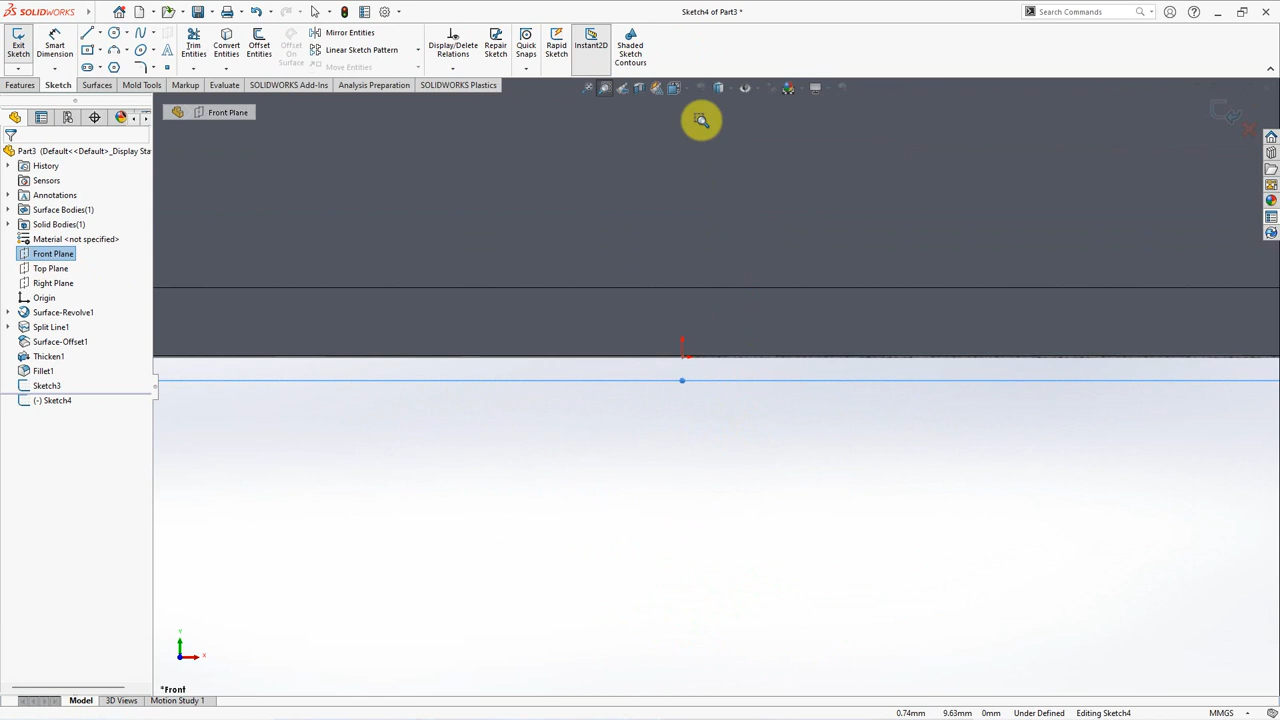 SOLIDWORKS
Sketch4 of Part3 *
Search Commands
Exit Sketch
Smart Dimension
Trim Entities
Convert Entities
Offset Entities
Offset On Surface
Mirror Entities
Linear Sketch Pattern
Move Entities
Display/Delete Relations
Repair Sketch
Quick Snaps
Rapid Sketch
Instant2D
Shaded Sketch Contours
Features
Sketch
Surfaces
Mold Tools
Markup
Evaluate
SOLIDWORKS Add-Ins
Analysis Preparation
SOLIDWORKS Plastics
Front Plane
Part3 (Default<<Default>_Display Sta
History
Sensors
Annotations
Surface Bodies(1)
Solid Bodies(1)
Material <not specified>
Front Plane
Top Plane
Right Plane
Origin
Surface-Revolve1
Split Line1
Surface-Offset1
Thicken1
Fillet1
Sketch3
(-) Sketch4
Y
X
*Front
Model
3D Views
Motion Study 1
0.74mm
9.63mm
0mm
Under Defined
Editing Sketch4
MMGS